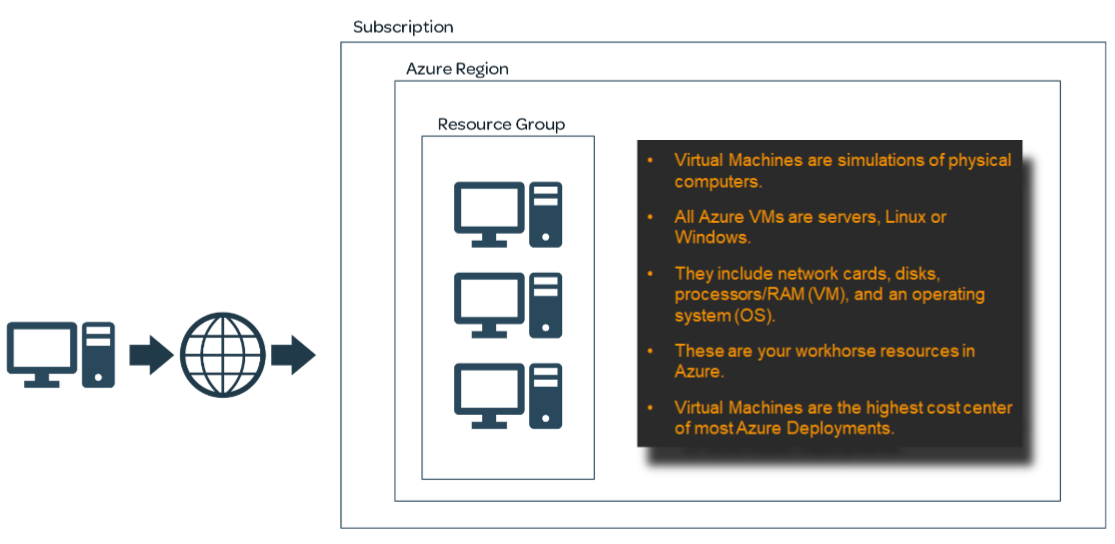 Subscription
Azure Region
Resource Group
• Virtual Machines are simulations of physical
computers.
• All Azure VMs are servers, Linux or
Windows.
• They include network cards, disks,
processors/RAM (VM), and an operating
system (OS).
• These are your workhorse resources in
Azure.
• Virtual Machines are the highest cost center
of most Azure Deployments.